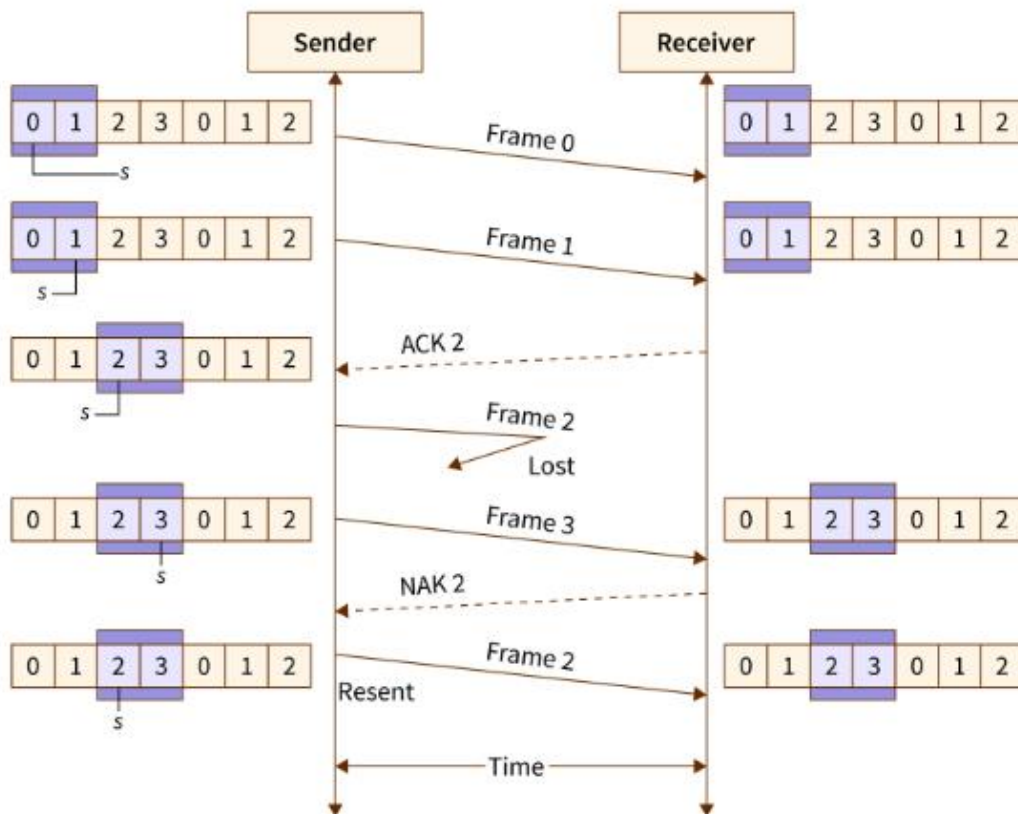 Sender
Receiver
0 1 2 3 0 1 2
Frame 0
0 1 2 3 0 1 2
s
0 1 2 3 0 1 2
Frame 1
0 1 2 3 0 1 2
s
ACK 2
0 1 2 3 0 1 2
s
Frame 2
Lost
0 1 2 3 0 1 2
Frame 3
0 1 2 3 0 1 2
s
NAK 2
0 1 2 3 0 1 2
Frame 2
0 1 2 3 0 1 2
Resent
s
Time